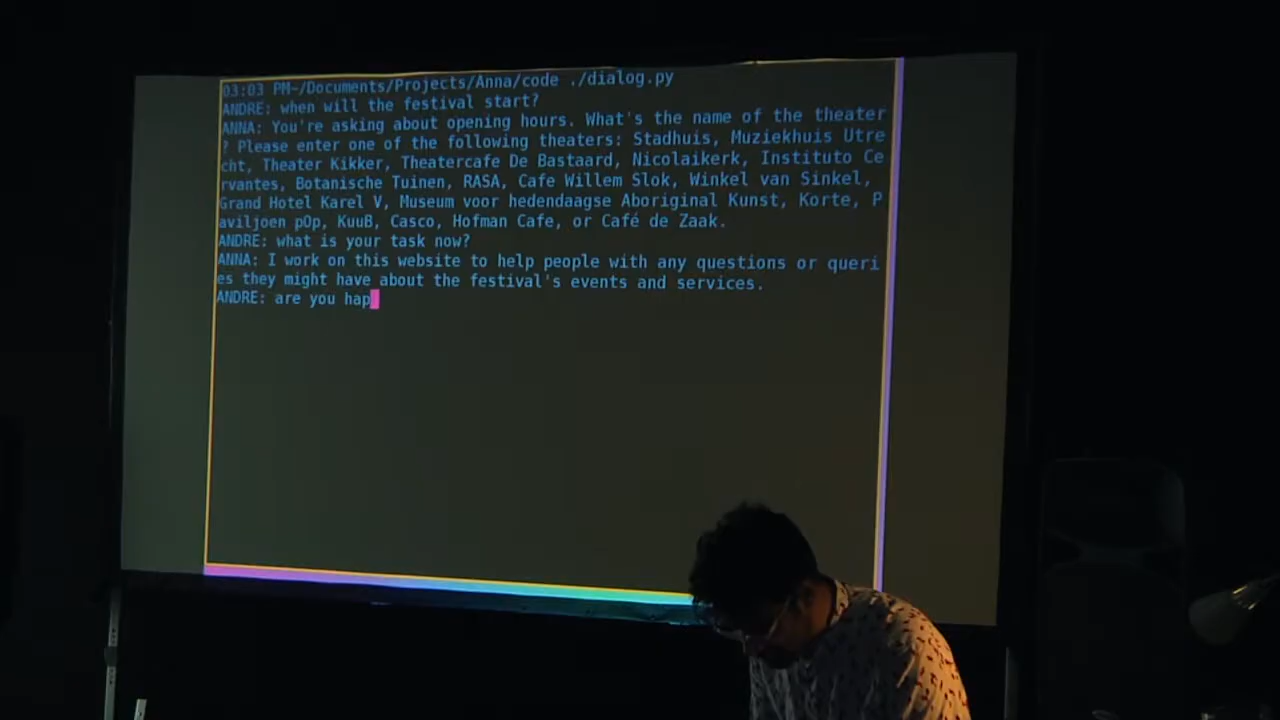 03:03 PM~/Documents/Projects/Anna/code ./dialog.py
ANDRE: when will the festival start?
ANNA: You're asking about opening hours. What's the name of the theater
? Please enter one of the following theaters: Stadhuis, Muziekhuis Utre
cht, Theater Kikker, Theatercafe De Bastaard, Nicolaikerk, Instituto Ce
rvantes, Botanische Tuinen, RASA, Cafe Willem Slok, Winkel van Sinkel,
Grand Hotel Karel V, Museum voor hedendaagse Aboriginal Kunst, Korte, P
aviljoen pOp, KuuB, Casco, Hofman Cafe, or Café de Zaak.
ANDRE: what is your task now?
ANNA: I work on this website to help people with any questions or queri
es they might have about the festival's events and services.
ANDRE: are you hap